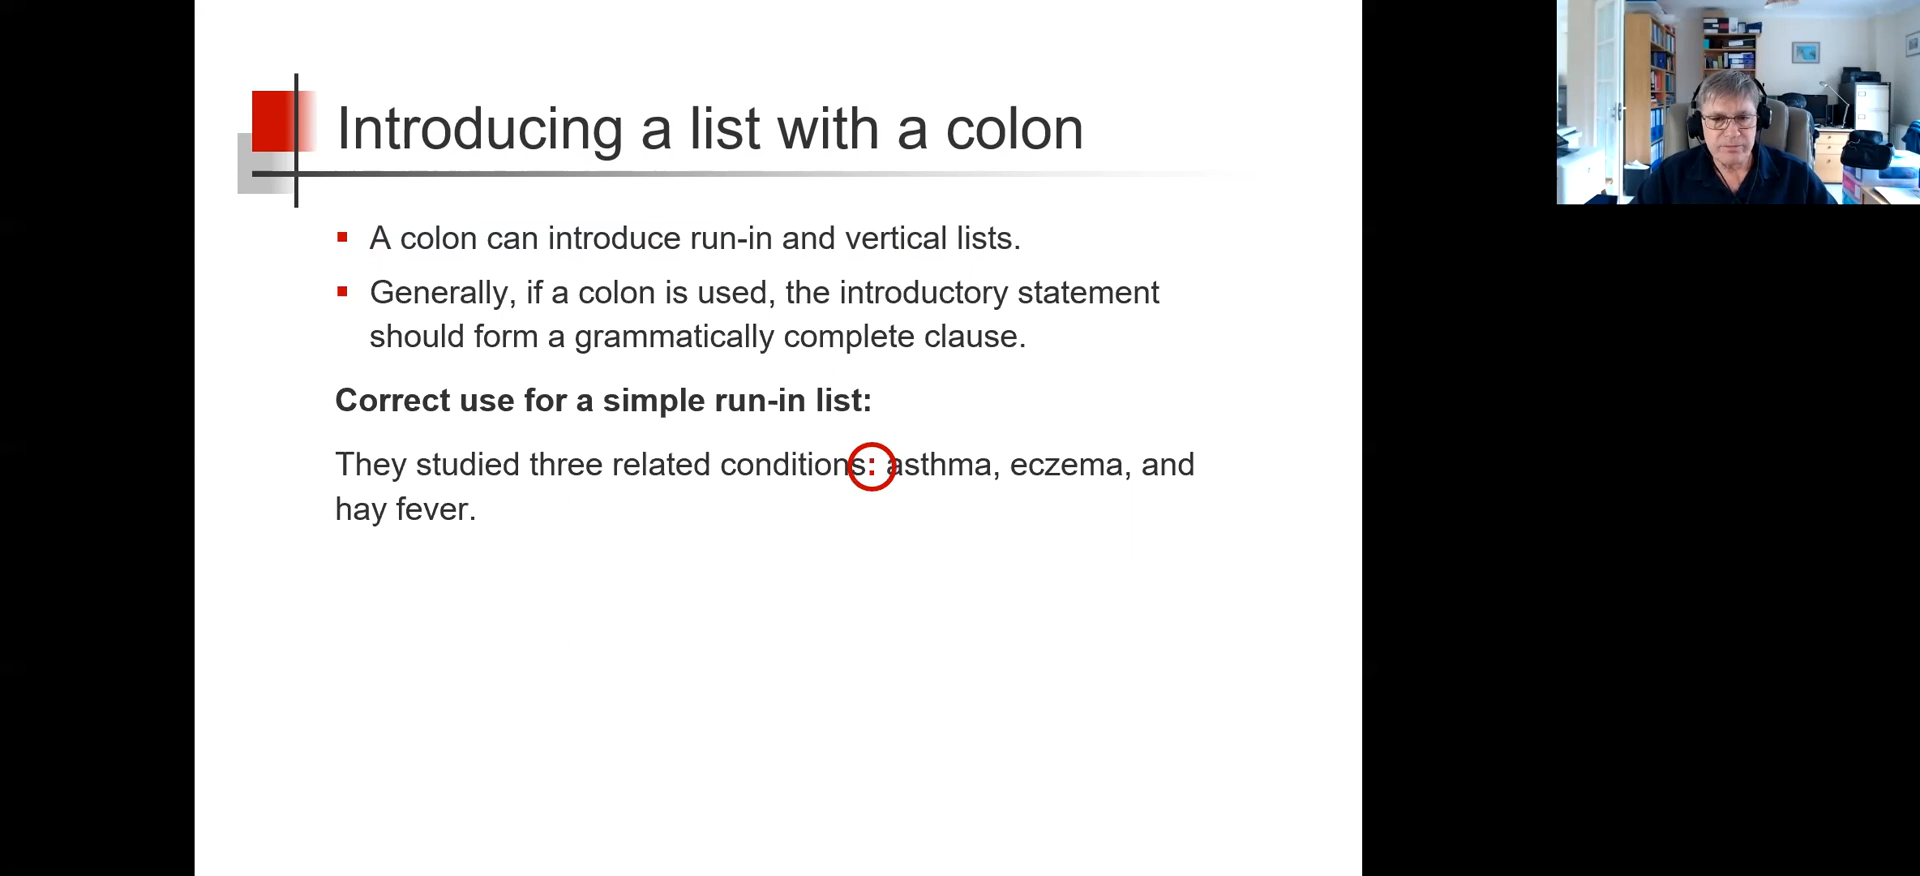 Introducing a list with a colon
A colon can introduce run-in and vertical lists.
Generally, if a colon is used, the introductory statement
should form a grammatically complete clause.
Correct use for a simple run-in list:
They studied three related conditions: asthma, eczema, and
hay fever.